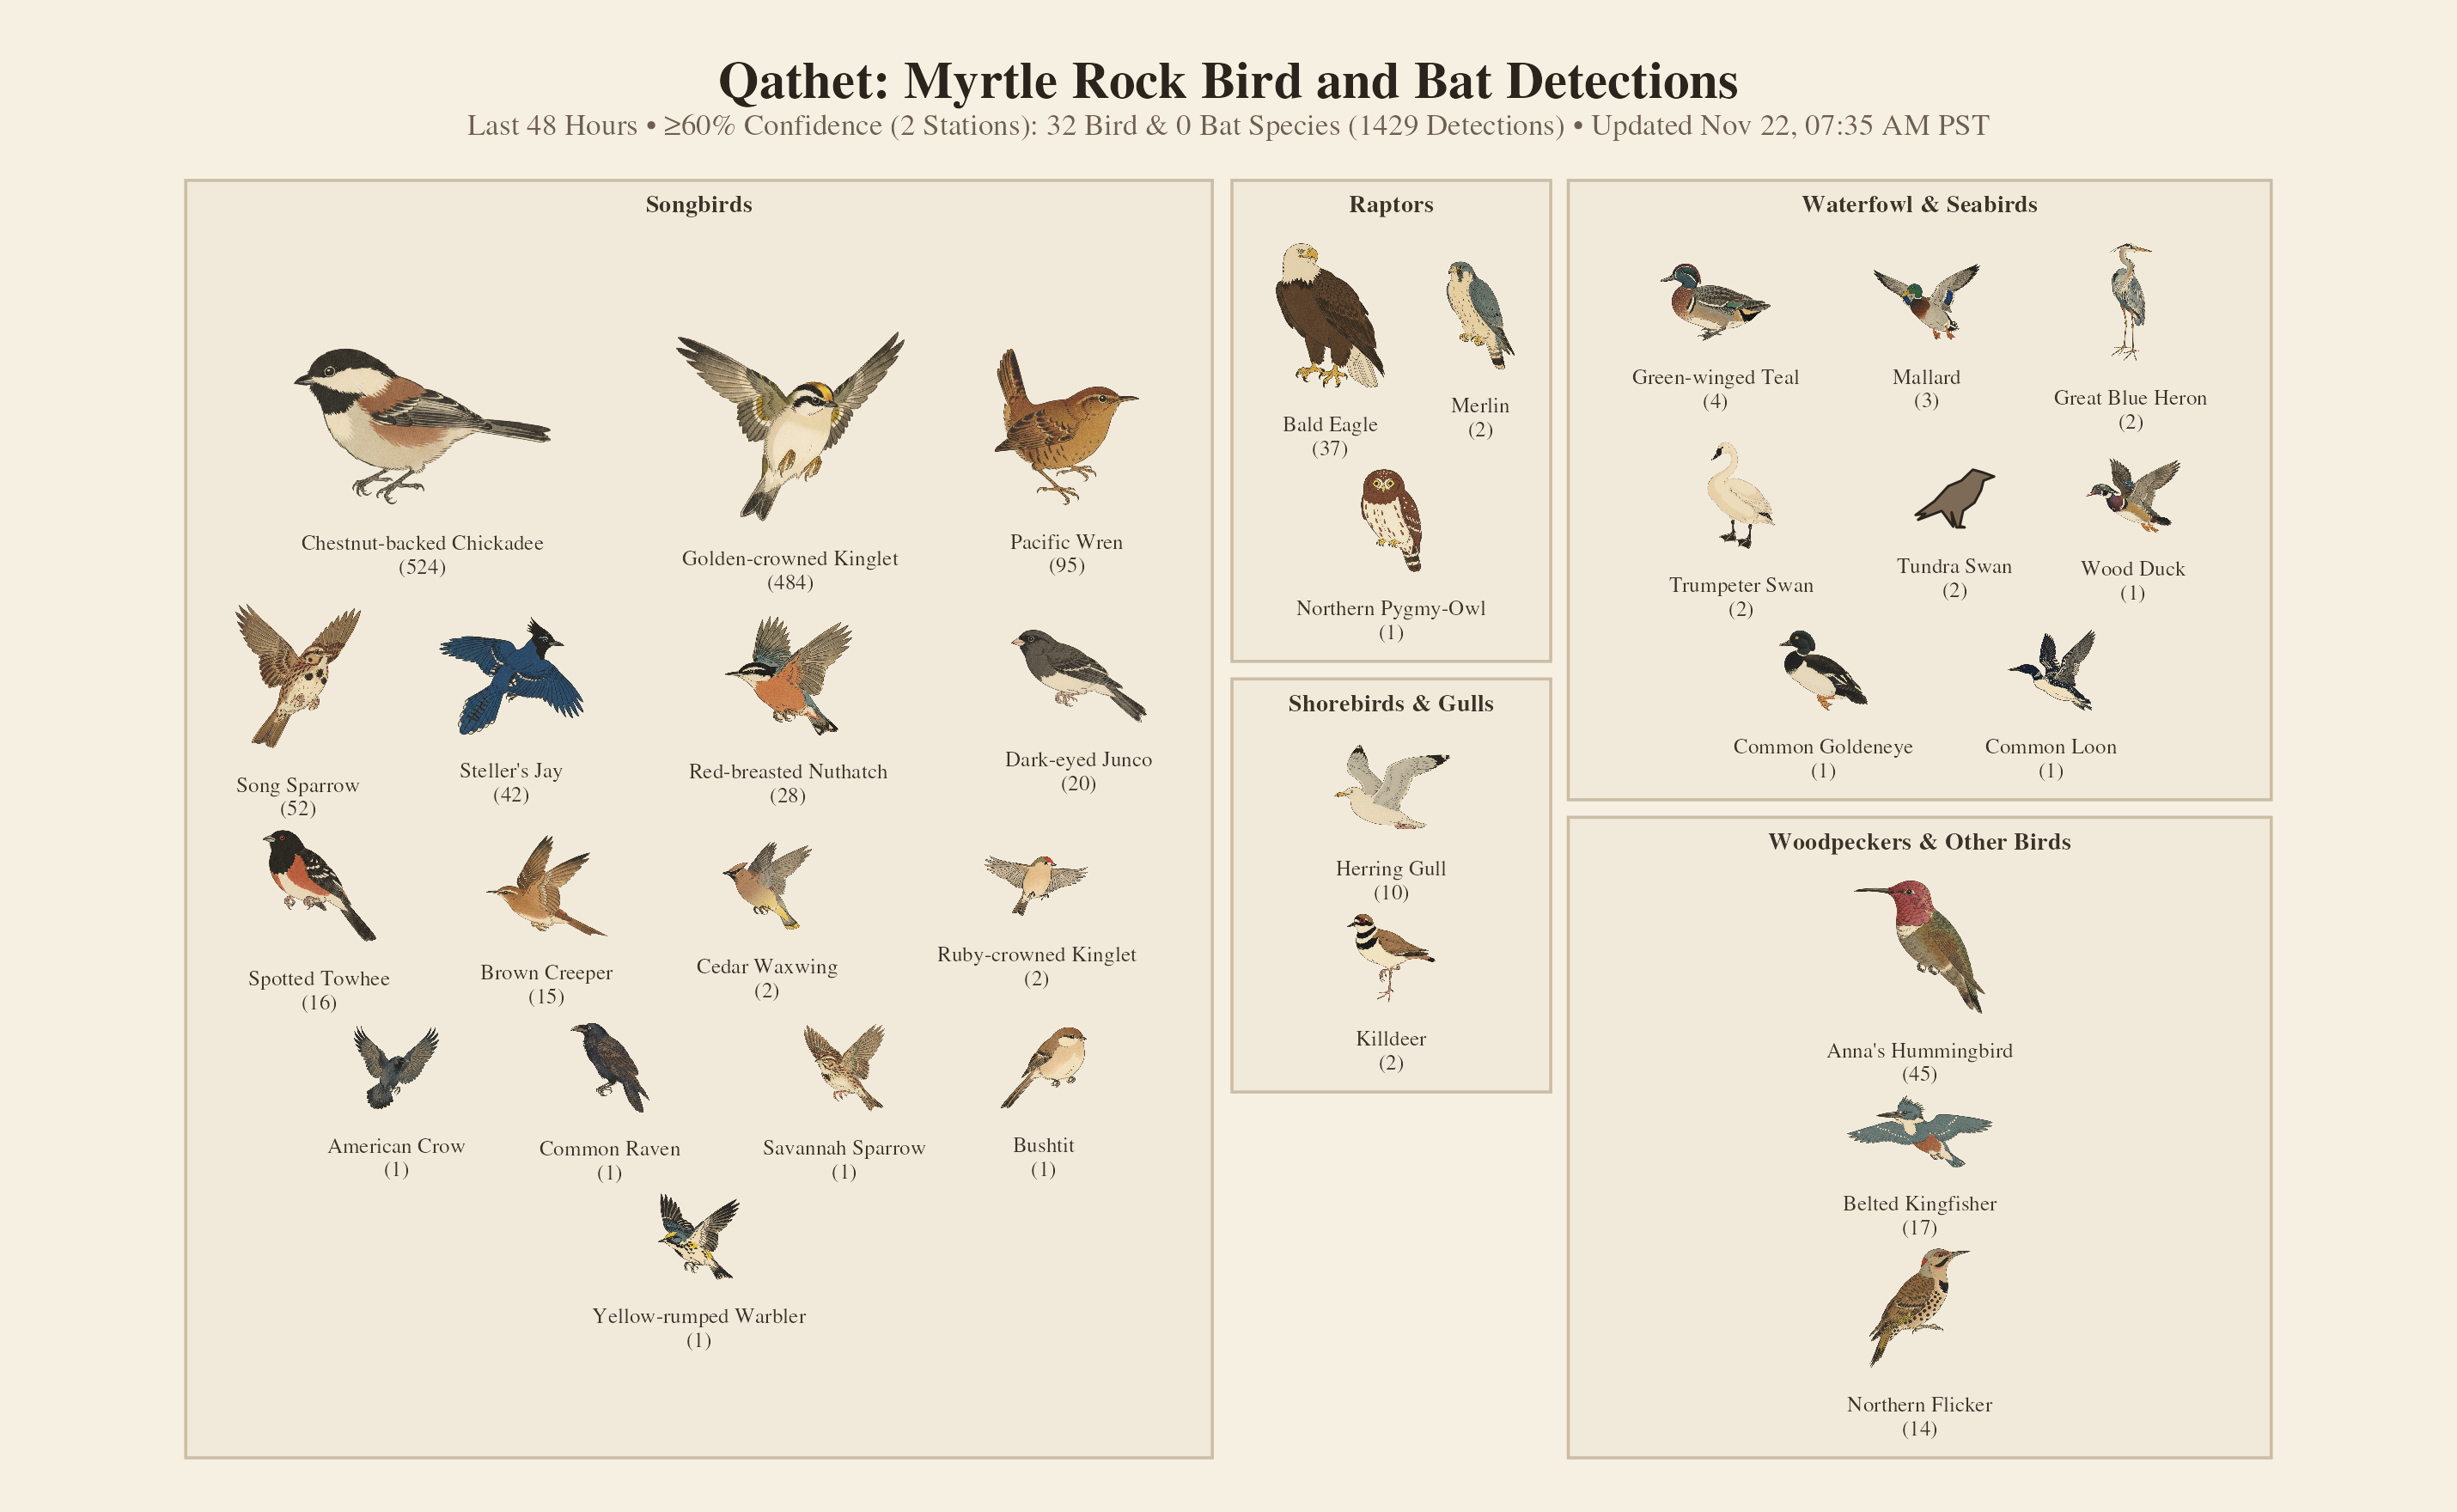 Qathet: Myrtle Rock Bird and Bat Detections
Last 48 Hours • ≥60% Confidence (2 Stations): 32 Bird & 0 Bat Species (1429 Detections) • Updated Nov 22, 07:35 AM PST
Songbirds
Chestnut-backed Chickadee
(524)
Golden-crowned Kinglet
(484)
Pacific Wren
(95)
Song Sparrow
(52)
Steller's Jay
(42)
Red-breasted Nuthatch
(28)
Dark-eyed Junco
(20)
Spotted Towhee
(16)
Brown Creeper
(15)
Cedar Waxwing
(2)
Ruby-crowned Kinglet
(2)
American Crow
(1)
Common Raven
(1)
Savannah Sparrow
(1)
Bushtit
(1)
Yellow-rumped Warbler
(1)
Raptors
Bald Eagle
(37)
Merlin
(2)
Northern Pygmy-Owl
(1)
Shorebirds & Gulls
Herring Gull
(10)
Killdeer
(2)
Waterfowl & Seabirds
Green-winged Teal
(4)
Mallard
(3)
Great Blue Heron
(2)
Trumpeter Swan
(2)
Tundra Swan
(2)
Wood Duck
(1)
Common Goldeneye
(1)
Common Loon
(1)
Woodpeckers & Other Birds
Anna's Hummingbird
(45)
Belted Kingfisher
(17)
Northern Flicker
(14)